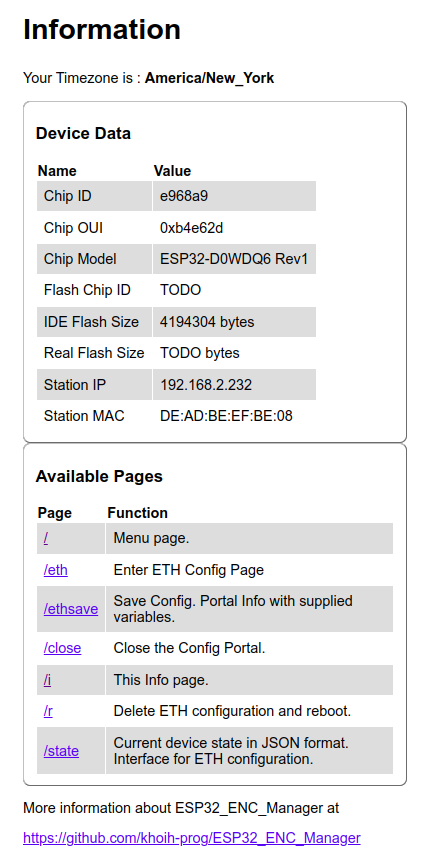 Information
Your Timezone is : America/New_York
Device Data
Name Value
Chip ID e968a9
Chip OUI 0xb4e62d
Chip Model ESP32-D0WDQ6 Rev1
Flash Chip ID TODO
IDE Flash Size 4194304 bytes
Real Flash Size TODO bytes
Station IP 192.168.2.232
Station MAC DE:AD:BE:EF:BE:08
Available Pages
Page Function
/ Menu page.
/eth Enter ETH Config Page
/ethsave Save Config. Portal Info with supplied
variables.
/close Close the Config Portal.
/i This Info page.
/r Delete ETH configuration and reboot.
/state Current device state in JSON format.
Interface for ETH configuration.
More information about ESP32_ENC_Manager at
https://github.com/khoih-prog/ESP32_ENC_Manager